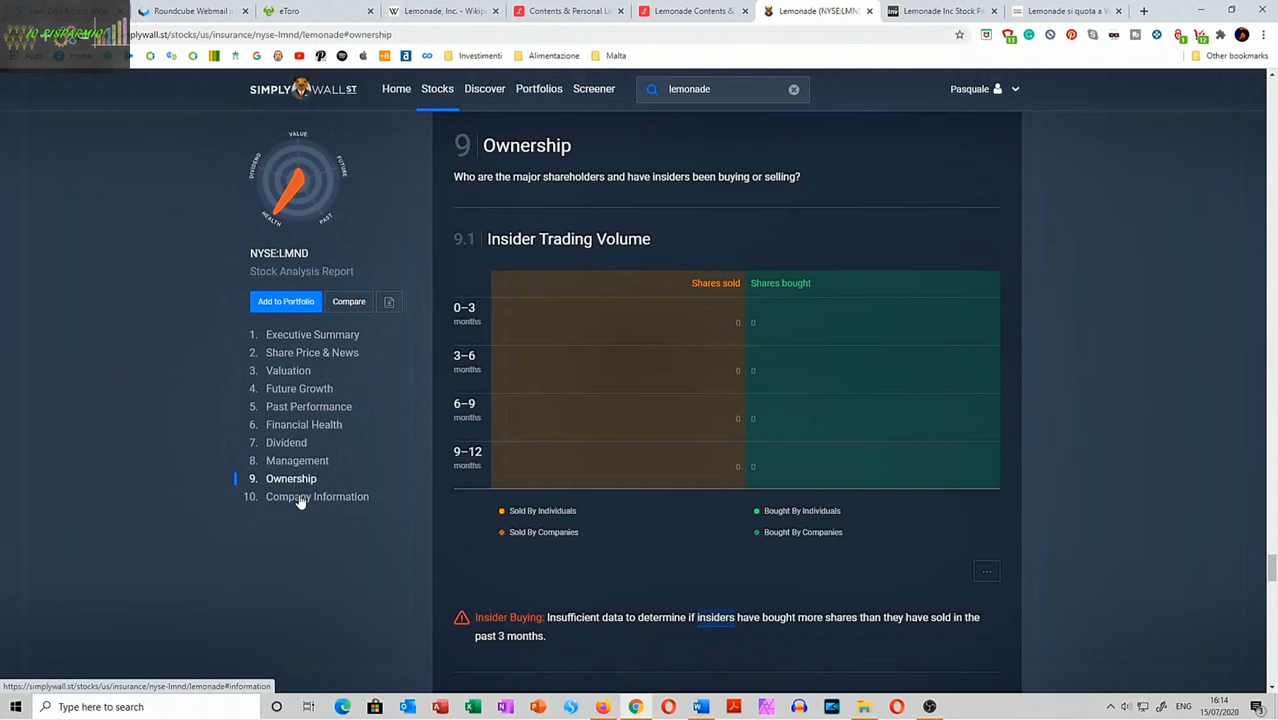 Roundcube Webmail
eToro
Lemonade, Inc. - Wikip
Contents & Personal Li
Lemonade Contents &
Lemonade (NYSE:LMND
Lemonade Inc Stock P
Lemonade si quota a W
IO RISPARMIO!
plywall.st/stocks/us/insurance/nyse-lmnd/lemonade#ownership
Apps
Home
Investimenti
Alimentazione
Malta
Other bookmarks
SIMPLY WALL ST
Home
Stocks
Discover
Portfolios
Screener
lemonade
Pasquale
VALUE
FUTURE
PAST
HEALTH
DIVIDEND
NYSE:LMND
Stock Analysis Report
Add to Portfolio
Compare
1. Executive Summary
2. Share Price & News
3. Valuation
4. Future Growth
5. Past Performance
6. Financial Health
7. Dividend
8. Management
9. Ownership
10. Company Information
9 Ownership
Who are the major shareholders and have insiders been buying or selling?
9.1 Insider Trading Volume
Shares sold Shares bought
0–3
months
0 0
3–6
months
0 0
6–9
months
0 0
9–12
months
0 0
Sold By Individuals
Bought By Individuals
Sold By Companies
Bought By Companies
...
Insider Buying: Insufficient data to determine if insiders have bought more shares than they have sold in the
past 3 months.
https://simplywall.st/stocks/us/insurance/nyse-lmnd/lemonade#information
Type here to search
ENG
16:14
15/07/2020